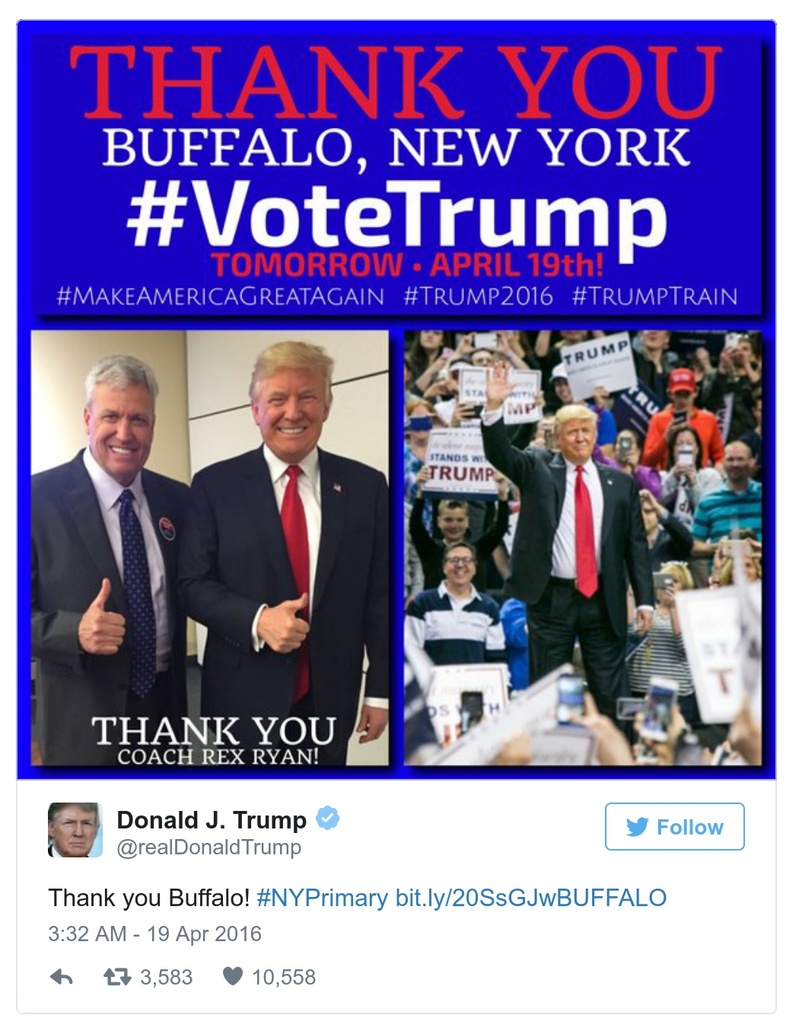 THANK YOU
BUFFALO, NEW YORK
#VoteTrump
TOMORROW • APRIL 19th!
#MAKEAMERICAGREATAGAIN #TRUMP2016 #TRUMPTRAIN
TRUMP
STANDS WITH
TRUMP
THANK YOU
COACH REX RYAN!
Donald J. Trump
@realDonaldTrump
Follow
Thank you Buffalo! #NYPrimary bit.ly/20SsGJwBUFFALO
3:32 AM - 19 Apr 2016
3,583
10,558